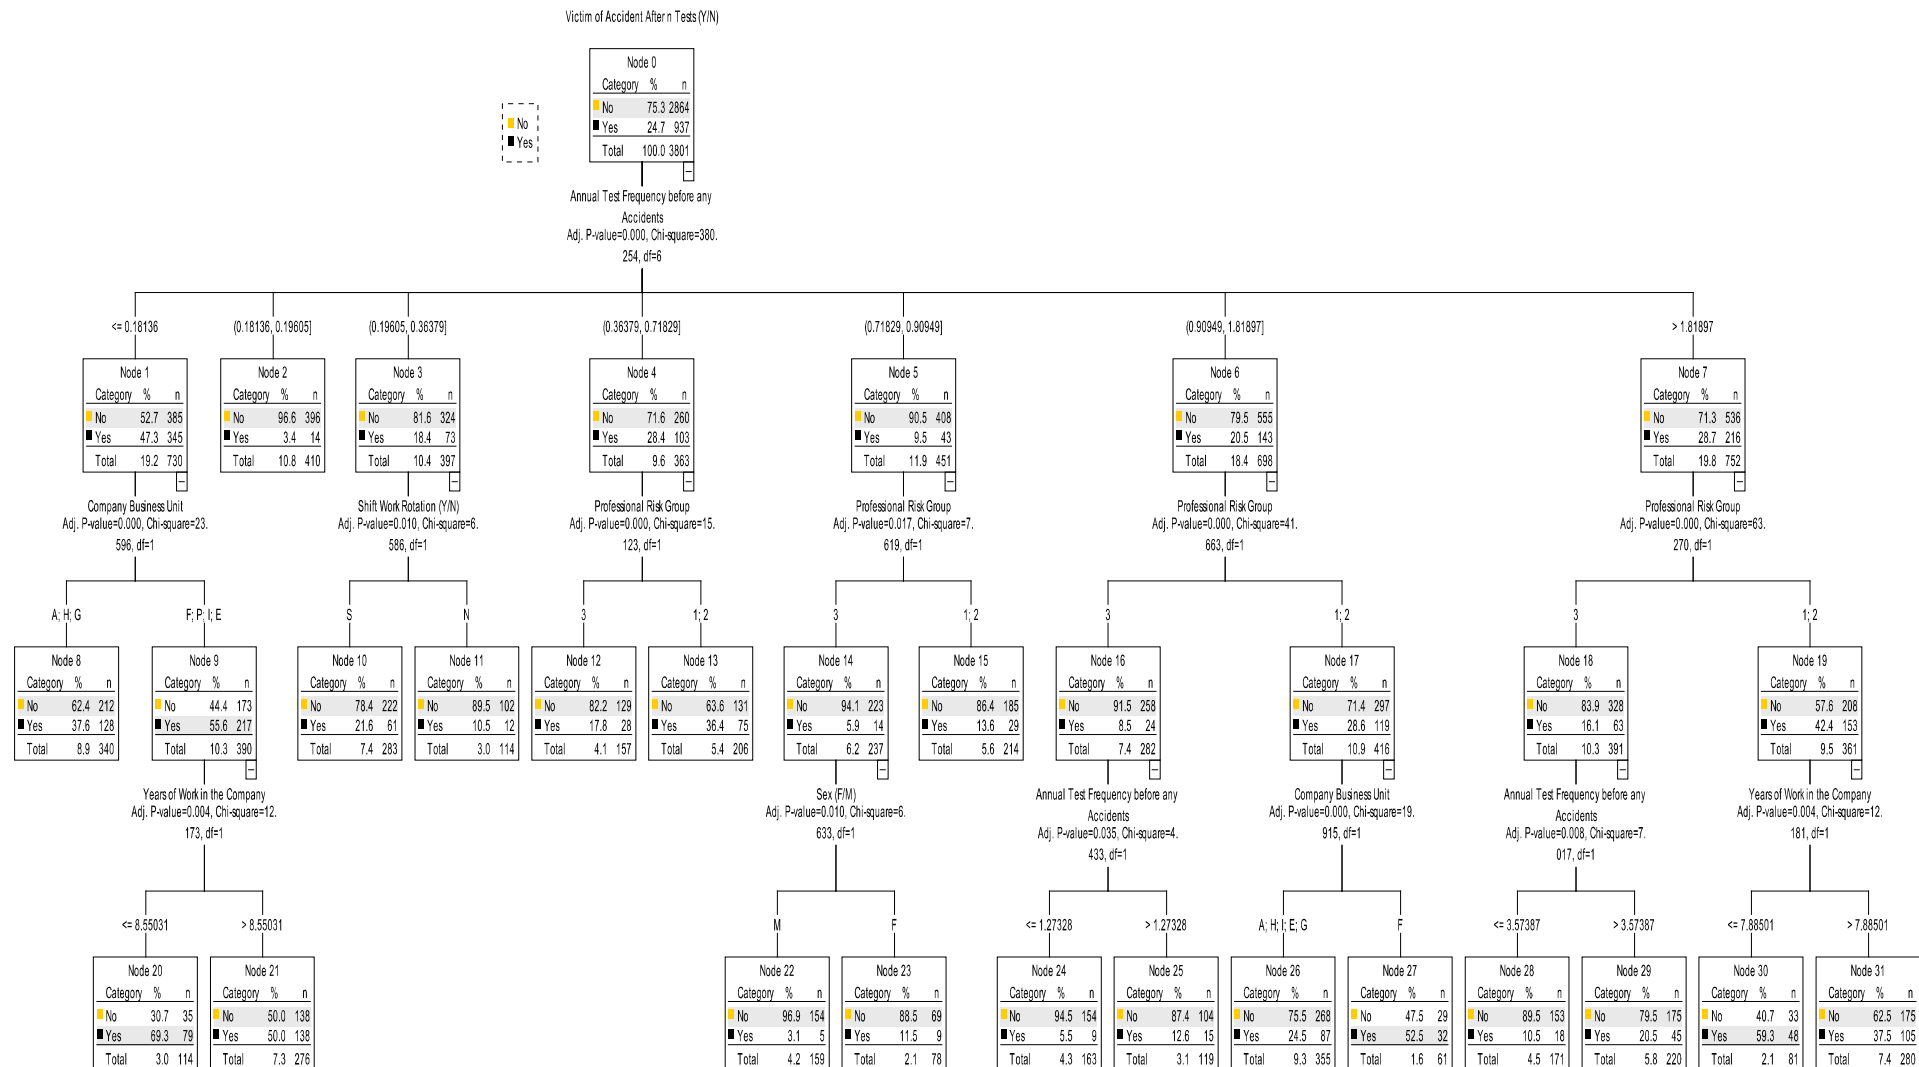 Victim of Accident After n Tests (Y/N)
No
Yes
Node 0
Category % n
No 75.3 2864
Yes 24.7 937
Total 100.0 3801
Annual Test Frequency before any
Accidents
Adj. P-value=0.000, Chi-square=380.
254, df=6
<= 0.18136
(0.18136, 0.19605]
(0.19605, 0.36379]
(0.36379, 0.71829]
(0.71829, 0.90949]
(0.90949, 1.81897]
> 1.81897
Node 1
Category % n
No 52.7 385
Yes 47.3 345
Total 19.2 730
Company Business Unit
Adj. P-value=0.000, Chi-square=23.
596, df=1
Node 2
Category % n
No 96.6 396
Yes 3.4 14
Total 10.8 410
Node 3
Category % n
No 81.6 324
Yes 18.4 73
Total 10.4 397
Shift Work Rotation (Y/N)
Adj. P-value=0.010, Chi-square=6.
586, df=1
Node 4
Category % n
No 71.6 260
Yes 28.4 103
Total 9.6 363
Professional Risk Group
Adj. P-value=0.000, Chi-square=15.
123, df=1
Node 5
Category % n
No 90.5 408
Yes 9.5 43
Total 11.9 451
Professional Risk Group
Adj. P-value=0.017, Chi-square=7.
619, df=1
Node 6
Category % n
No 79.5 555
Yes 20.5 143
Total 18.4 698
Professional Risk Group
Adj. P-value=0.000, Chi-square=41.
663, df=1
Node 7
Category % n
No 71.3 536
Yes 28.7 216
Total 19.8 752
Professional Risk Group
Adj. P-value=0.000, Chi-square=63.
270, df=1
A; H; G
F; P; I; E
S
N
3
1; 2
3
1; 2
3
1; 2
3
1; 2
Node 8
Category % n
No 62.4 212
Yes 37.6 128
Total 8.9 340
Node 9
Category % n
No 44.4 173
Yes 55.6 217
Total 10.3 390
Years of Work in the Company
Adj. P-value=0.004, Chi-square=12.
173, df=1
Node 10
Category % n
No 78.4 222
Yes 21.6 61
Total 7.4 283
Node 11
Category % n
No 89.5 102
Yes 10.5 12
Total 3.0 114
Node 12
Category % n
No 82.2 129
Yes 17.8 28
Total 4.1 157
Node 13
Category % n
No 63.6 131
Yes 36.4 75
Total 5.4 206
Node 14
Category % n
No 94.1 223
Yes 5.9 14
Total 6.2 237
Sex (F/M)
Adj. P-value=0.010, Chi-square=6.
633, df=1
Node 15
Category % n
No 86.4 185
Yes 13.6 29
Total 5.6 214
Node 16
Category % n
No 91.5 258
Yes 8.5 24
Total 7.4 282
Annual Test Frequency before any
Accidents
Adj. P-value=0.035, Chi-square=4.
433, df=1
Node 17
Category % n
No 71.4 297
Yes 28.6 119
Total 10.9 416
Company Business Unit
Adj. P-value=0.000, Chi-square=19.
915, df=1
Node 18
Category % n
No 83.9 328
Yes 16.1 63
Total 10.3 391
Annual Test Frequency before any
Accidents
Adj. P-value=0.008, Chi-square=7.
017, df=1
Node 19
Category % n
No 57.6 208
Yes 42.4 153
Total 9.5 361
Years of Work in the Company
Adj. P-value=0.004, Chi-square=12.
181, df=1
<= 8.55031
> 8.55031
M
F
<= 1.27328
> 1.27328
A; H; I; E; G
F
<= 3.57387
> 3.57387
<= 7.88501
> 7.88501
Node 20
Category % n
No 30.7 35
Yes 69.3 79
Total 3.0 114
Node 21
Category % n
No 50.0 138
Yes 50.0 138
Total 7.3 276
Node 22
Category % n
No 96.9 154
Yes 3.1 5
Total 4.2 159
Node 23
Category % n
No 88.5 69
Yes 11.5 9
Total 2.1 78
Node 24
Category % n
No 94.5 154
Yes 5.5 9
Total 4.3 163
Node 25
Category % n
No 87.4 104
Yes 12.6 15
Total 3.1 119
Node 26
Category % n
No 75.5 268
Yes 24.5 87
Total 9.3 355
Node 27
Category % n
No 47.5 29
Yes 52.5 32
Total 1.6 61
Node 28
Category % n
No 89.5 153
Yes 10.5 18
Total 4.5 171
Node 29
Category % n
No 79.5 175
Yes 20.5 45
Total 5.8 220
Node 30
Category % n
No 40.7 33
Yes 59.3 48
Total 2.1 81
Node 31
Category % n
No 62.5 175
Yes 37.5 105
Total 7.4 280